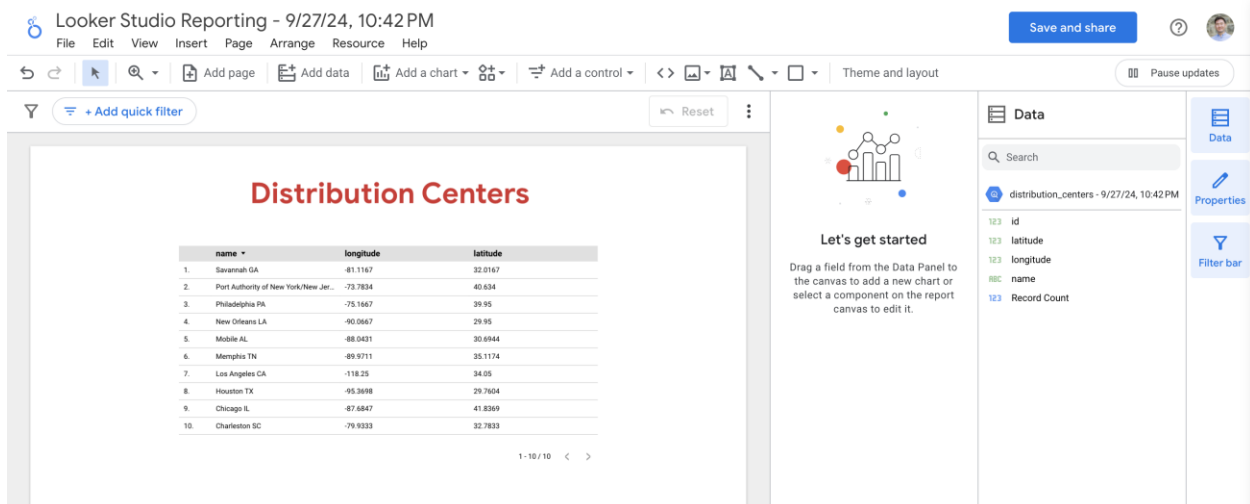 Looker Studio Reporting - 9/27/24, 10:42 PM
File Edit View Insert Page Arrange Resource Help
Save and share
Add page Add data Add a chart Add a control Theme and layout
Pause updates
+ Add quick filter
Reset
Distribution Centers
name longitude latitude
1. Savannah GA -81.1167 32.0167
2. Port Authority of New York/New Jer... -73.7834 40.634
3. Philadelphia PA -75.1667 39.95
4. New Orleans LA -90.0667 29.95
5. Mobile AL -88.0431 30.6944
6. Memphis TN -89.9711 35.1174
7. Los Angeles CA -118.25 34.05
8. Houston TX -95.3698 29.7604
9. Chicago IL -87.6847 41.8369
10. Charleston SC -79.9333 32.7833
1 - 10 / 10
Let's get started
Drag a field from the Data Panel to
the canvas to add a new chart or
select a component on the report
canvas to edit it.
Data
Search
distribution_centers - 9/27/24, 10:42 PM
123 id
123 latitude
123 longitude
ABC name
123 Record Count
Data
Properties
Filter bar